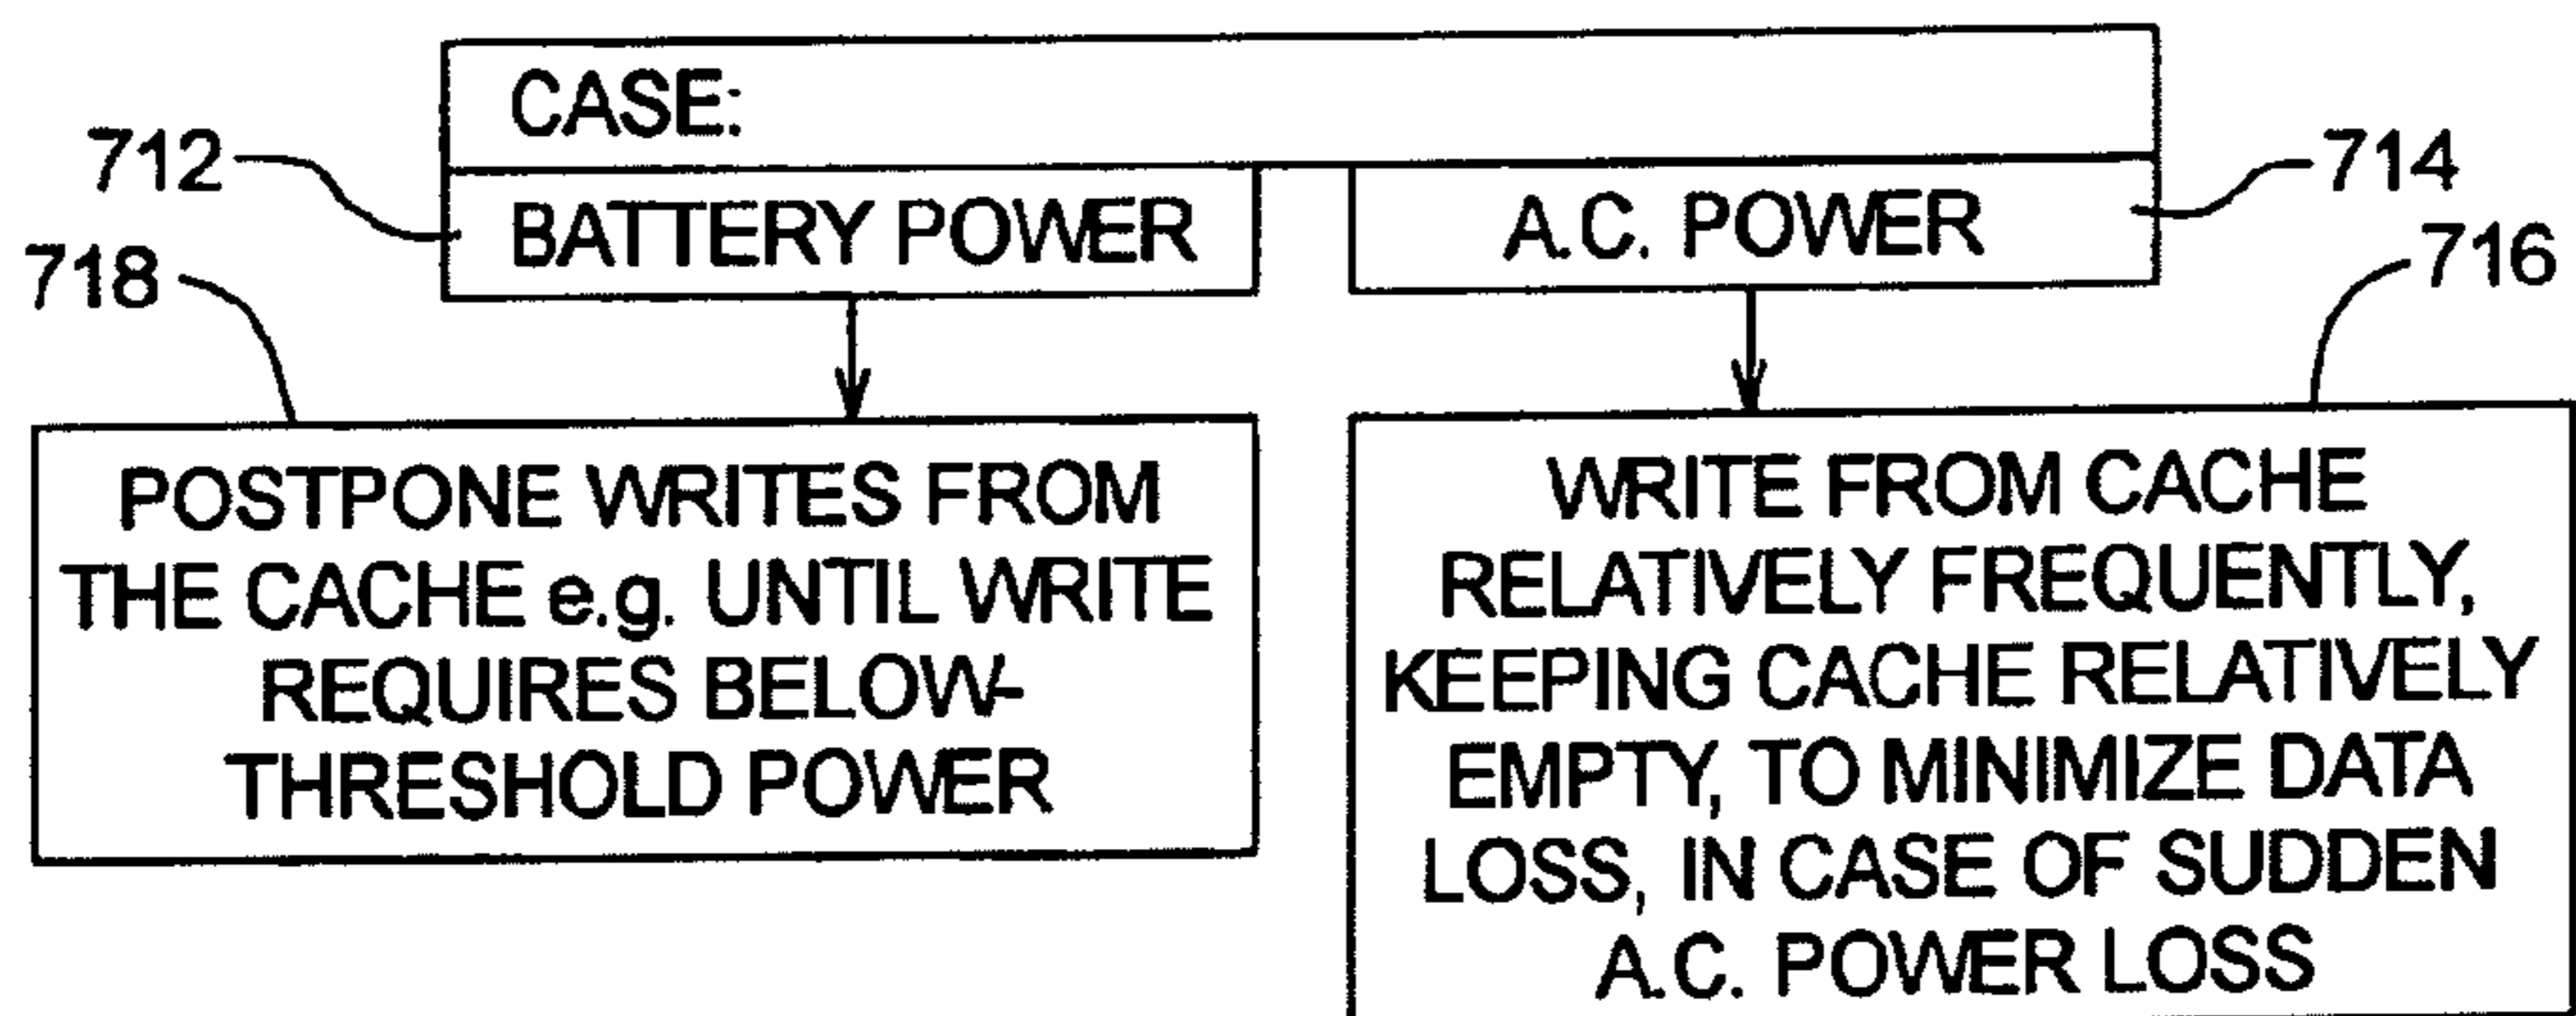 CASE:
712
BATTERY POWER
A.C. POWER
714
718
716
POSTPONE WRITES FROM
THE CACHE e.g. UNTIL WRITE
REQUIRES BELOW-
THRESHOLD POWER
WRITE FROM CACHE
RELATIVELY FREQUENTLY,
KEEPING CACHE RELATIVELY
EMPTY, TO MINIMIZE DATA
LOSS, IN CASE OF SUDDEN
A.C. POWER LOSS